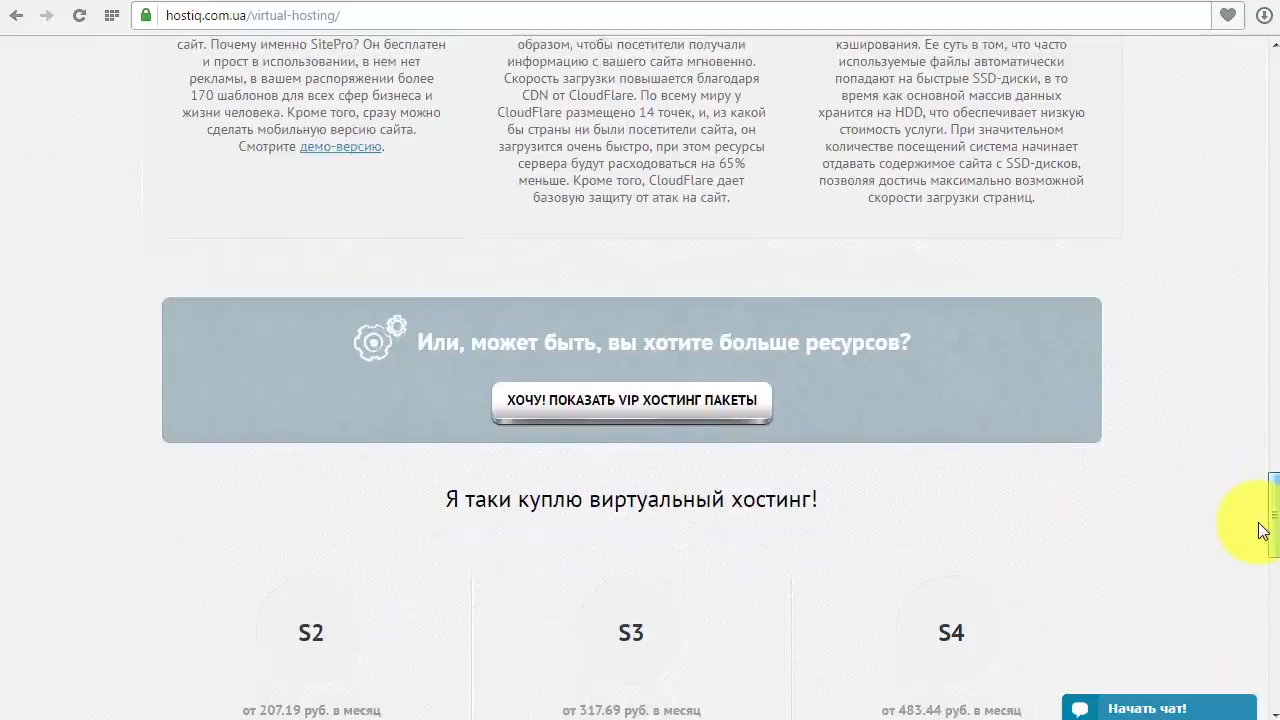 hostiq.com.ua/virtual-hosting/
сайт. Почему именно SitePro? Он бесплатен
и прост в использовании, в нем нет
рекламы, в вашем распоряжении более
170 шаблонов для всех сфер бизнеса и
жизни человека. Кроме того, сразу можно
сделать мобильную версию сайта.
Смотрите демо-версию.
образом, чтобы посетители получали
информацию с вашего сайта мгновенно.
Скорость загрузки повышается благодаря
CDN от CloudFlare. По всему миру у
CloudFlare размещено 14 точек, и, из какой
бы страны ни были посетители сайта, он
загрузится очень быстро, при этом ресурсы
сервера будут расходоваться на 65%
меньше. Кроме того, CloudFlare дает
базовую защиту от атак на сайт.
кэширования. Ее суть в том, что часто
используемые файлы автоматически
попадают на быстрые SSD-диски, в то
время как основной массив данных
хранится на HDD, что обеспечивает низкую
стоимость услуги. При значительном
количестве посещений система начинает
отдавать содержимое сайта с SSD-дисков,
позволяя достичь максимально возможной
скорости загрузки страниц.
Или, может быть, вы хотите больше ресурсов?
ХОЧУ! ПОКАЗАТЬ VIP ХОСТИНГ ПАКЕТЫ
Я таки куплю виртуальный хостинг!
S2
S3
S4
от 207.19 руб. в месяц
от 317.69 руб. в месяц
от 483.44 руб. в месяц
Начать чат!